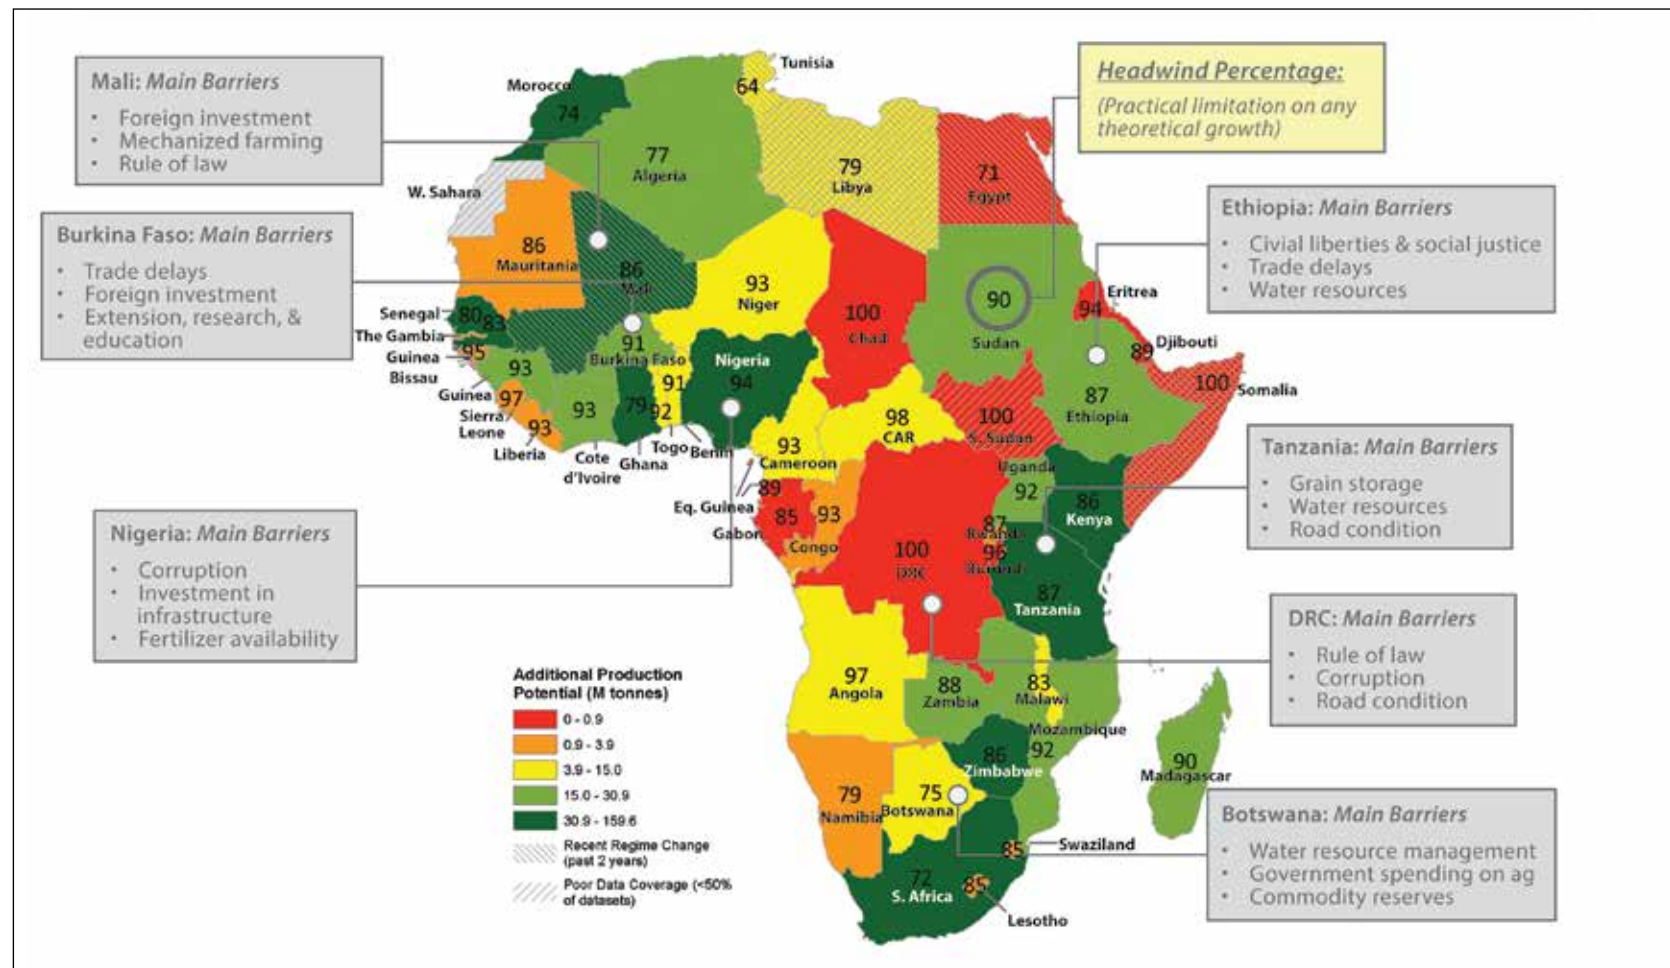 Mali: Main Barriers
• Foreign investment
• Mechanized farming
• Rule of law
Burkina Faso: Main Barriers
• Trade delays
• Foreign investment
• Extension, research, &
education
Nigeria: Main Barriers
• Corruption
• Investment in
infrastructure
• Fertilizer availability
Headwind Percentage:
(Practical limitation on any
theoretical growth)
Ethiopia: Main Barriers
• Civial liberties & social justice
• Trade delays
• Water resources
Tanzania: Main Barriers
• Grain storage
• Water resources
• Road condition
DRC: Main Barriers
• Rule of law
• Corruption
• Road condition
Botswana: Main Barriers
• Water resource management
• Government spending on ag
• Commodity reserves
Morocco
74
64
Tunisia
77
Algeria
79
Libya
71
Egypt
W. Sahara
86
Mauritania
86
Mali
93
Niger
100
Chad
90
Sudan
94
Eritrea
89
Djibouti
Senegal
80
83
The Gambia
95
Guinea
Bissau
93
Guinea
97
Sierra
Leone
93
Liberia
93
Cote
d'Ivoire
79
Ghana
91
Burkina Faso
92
Togo
91
Benin
Nigeria
94
93
Cameroon
98
CAR
100
S. Sudan
87
Ethiopia
100
Somalia
Uganda
92
86
Kenya
89
Eq. Guinea
85
Gabon
93
Congo
100
DRC
87
Rwanda
96
Burundi
87
Tanzania
97
Angola
88
Zambia
83
Malawi
Mozambique
92
86
Zimbabwe
90
Madagascar
79
Namibia
75
Botswana
85
Swaziland
72
S. Africa
85
Lesotho
Additional Production
Potential (M tonnes)
0 - 0.9
0.9 - 3.9
3.9 - 15.0
15.0 - 30.9
30.9 - 159.6
Recent Regime Change
(past 2 years)
Poor Data Coverage (<50%
of datasets)